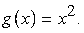 g(x) = x².